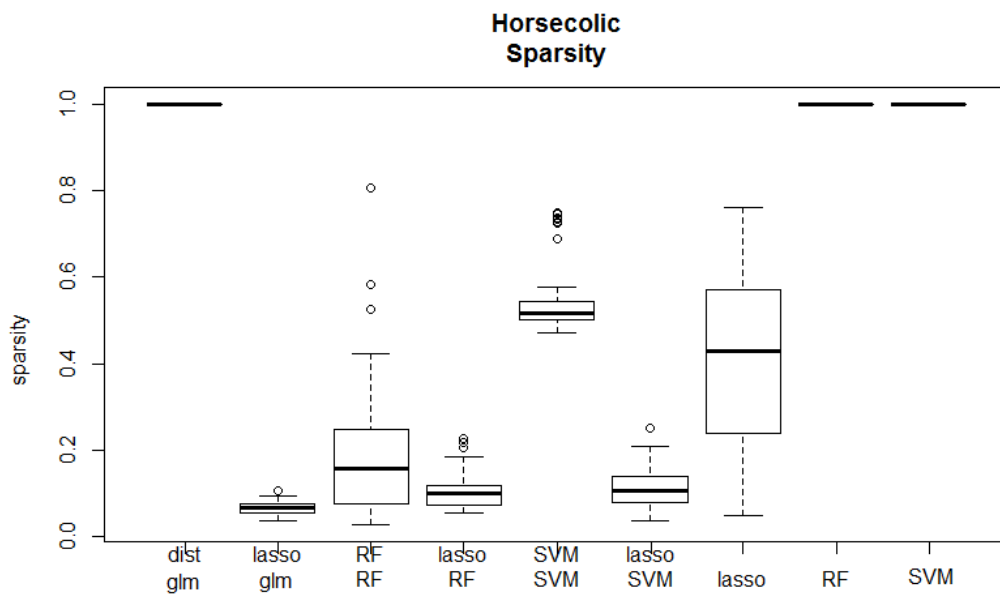 Horsecolic
Sparsity
sparsity
1.0
0.8
0.6
0.4
0.2
0.0
dist lasso RF lasso SVM lasso
glm glm RF RF SVM SVM lasso RF SVM